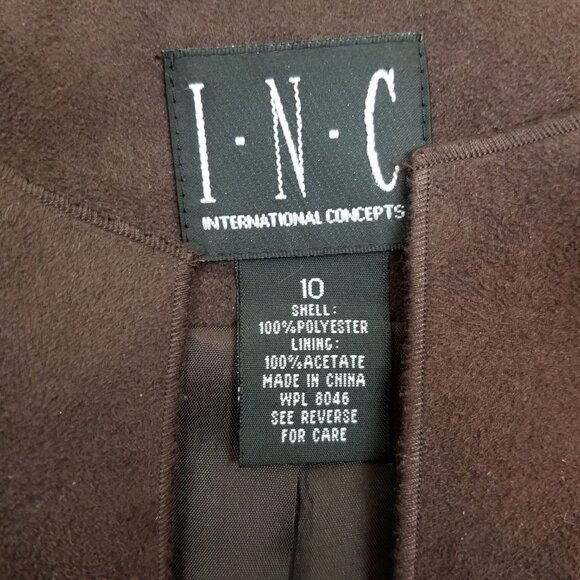 I·N·C
INTERNATIONAL CONCEPTS
10
SHELL:
100%POLYESTER
LINING:
100%ACETATE
MADE IN CHINA
WPL 8046
SEE REVERSE
FOR CARE